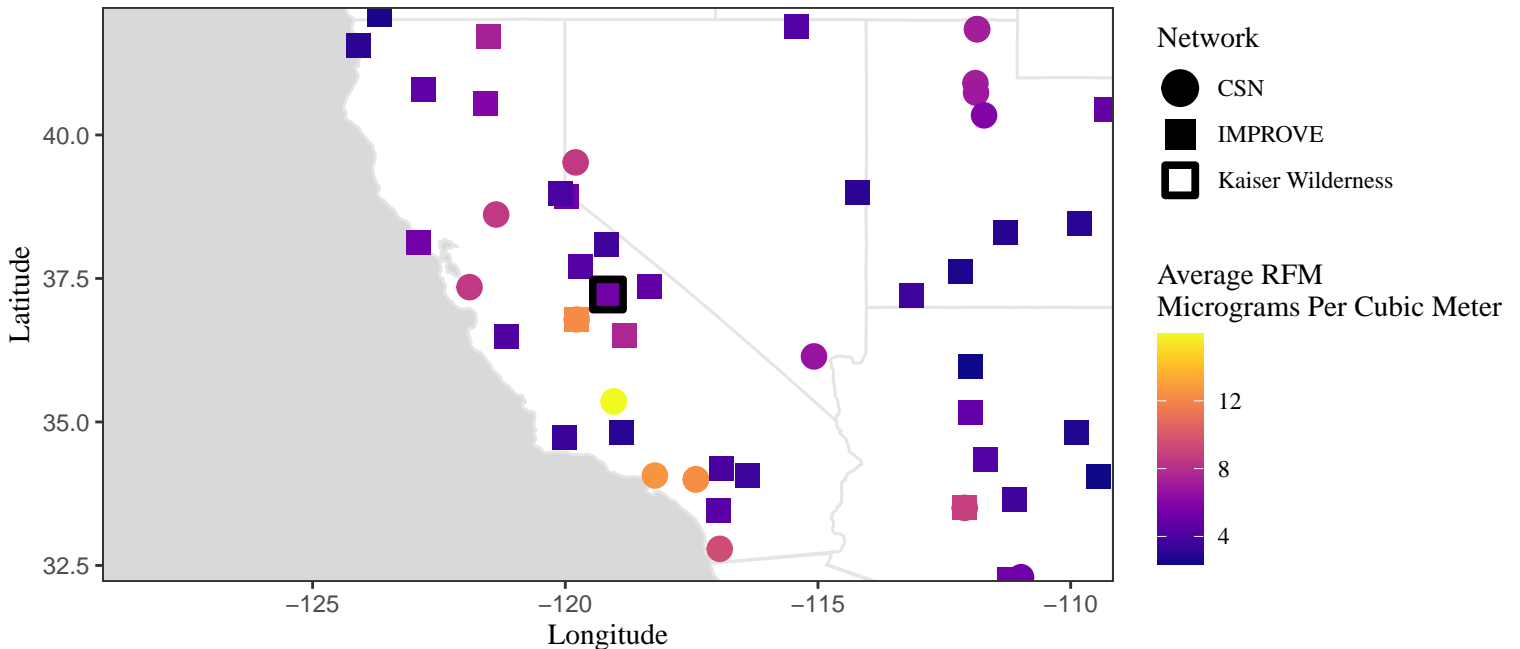 40.0
37.5
35.0
32.5
Latitude
−125
−120
−115
−110
Longitude
Network
CSN
IMPROVE
Kaiser Wilderness
Average RFM
Micrograms Per Cubic Meter
12
8
4